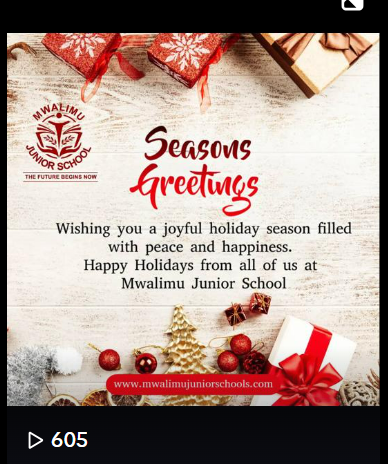 MWALIMU
JUNIOR SCHOOL
THE FUTURE BEGINS NOW
Seasons
Greetings
Wishing you a joyful holiday season filled
with peace and happiness.
Happy Holidays from all of us at
Mwalimu Junior School
www.mwalimujuniorschools.com
605